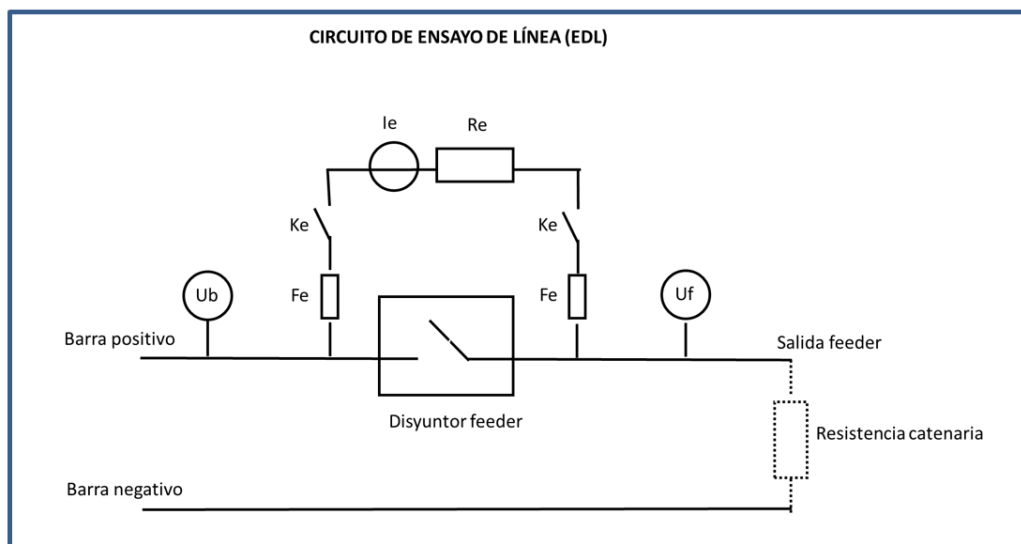 CIRCUITO DE ENSAYO DE LÍNEA (EDL)
Ie
Re
Ke
Ke
Ub
Fe
Fe
Uf
Barra positivo
Salida feeder
Disyuntor feeder
Resistencia catenaria
Barra negativo